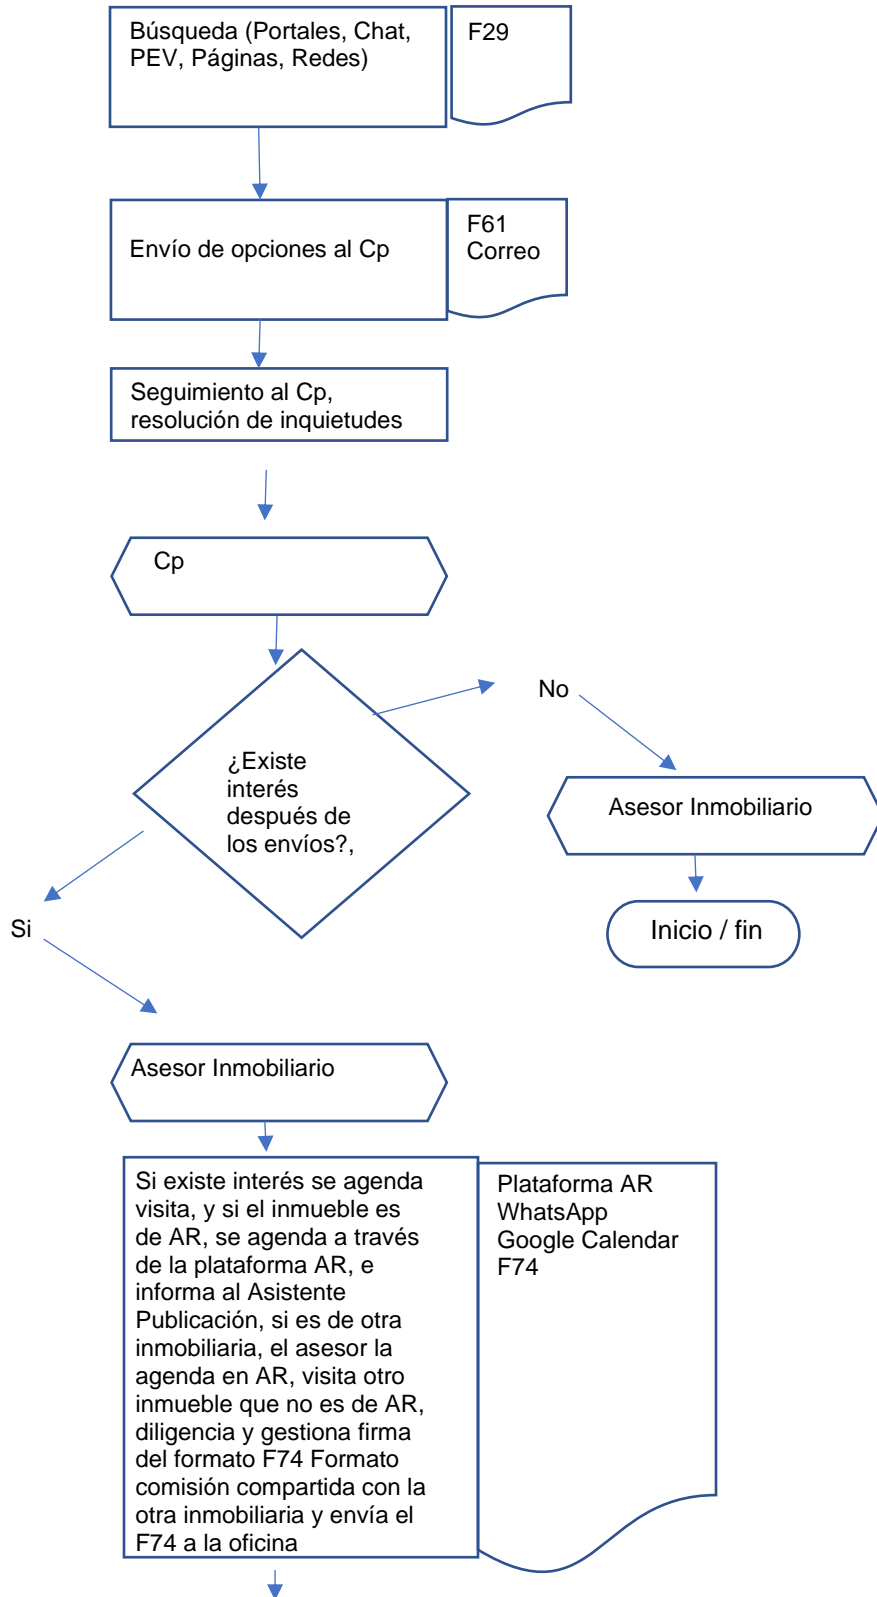 Búsqueda (Portales, Chat,
PEV, Páginas, Redes)
F29
Envío de opciones al Cp
F61
Correo
Seguimiento al Cp,
resolución de inquietudes
Cp
¿Existe
interés
después de
los envíos?,
No
Asesor Inmobiliario
Inicio / fin
Si
Asesor Inmobiliario
Si existe interés se agenda
visita, y si el inmueble es
de AR, se agenda a través
de la plataforma AR, e
informa al Asistente
Publicación, si es de otra
inmobiliaria, el asesor la
agenda en AR, visita otro
inmueble que no es de AR,
diligencia y gestiona firma
del formato F74 Formato
comisión compartida con la
otra inmobiliaria y envía el
F74 a la oficina
Plataforma AR
WhatsApp
Google Calendar
F74